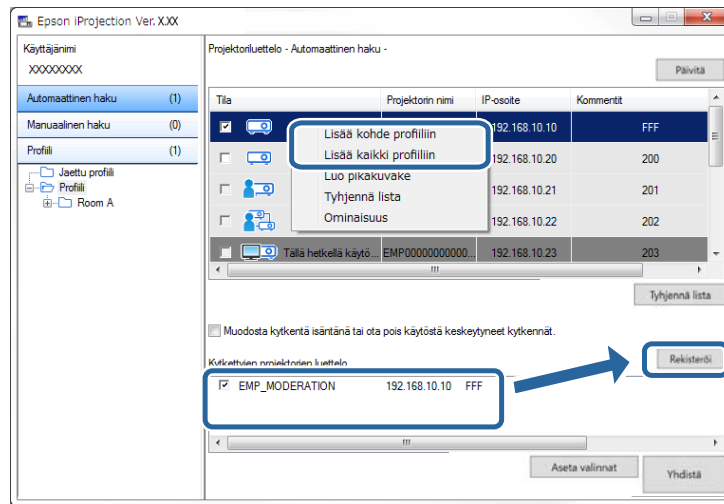 Epson iProjection Ver. X.XX
Käyttäjänimi
XXXXXXXX
Automaattinen haku (1)
Manuaalinen haku (0)
Profiili (1)
Jaettu profiili
Profiili
Room A
Projektoriluettelo - Automaattinen haku -
Päivitä
Tila Projektorin nimi IP-osoite Kommentit
192.168.10.10 FFF
192.168.10.20 200
192.168.10.21 201
192.168.10.22 202
Tällä hetkellä käytö... EMP00000000000... 192.168.10.23 203
Lisää kohde profiiliin
Lisää kaikki profiiliin
Luo pikakuvake
Tyhjennä lista
Ominaisuus
Tyhjennä lista
Muodosta kytkentä isäntänä tai ota pois käytöstä keskeytyneet kytkennät.
Kytkettyjen projektorien luettelo
Rekisteröi
EMP_MODERATION 192.168.10.10 FFF
Aseta valinnat
Yhdistä